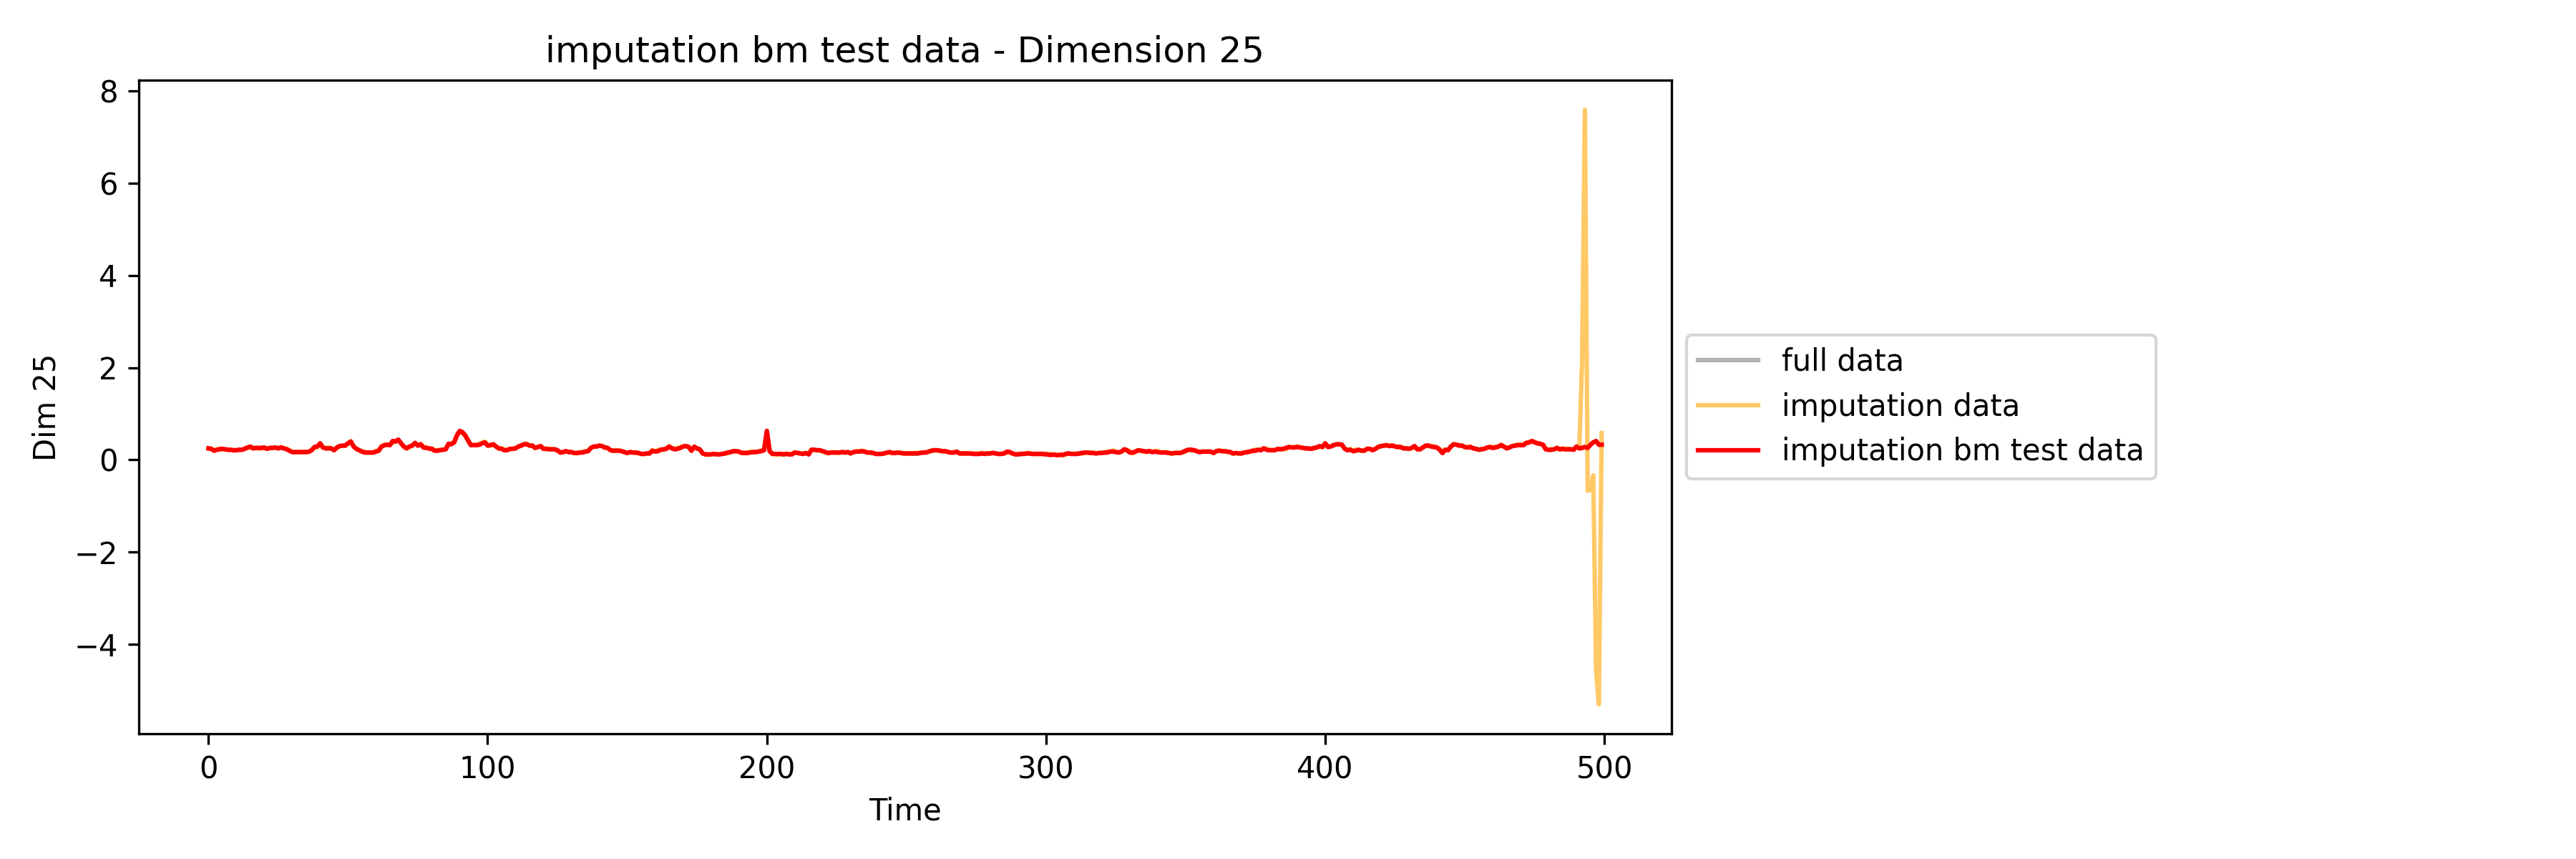 imputation bm test data - Dimension 25
8
6
4
2
0
−2
−4
Dim 25
0 100 200 300 400 500
Time
full data
imputation data
imputation bm test data